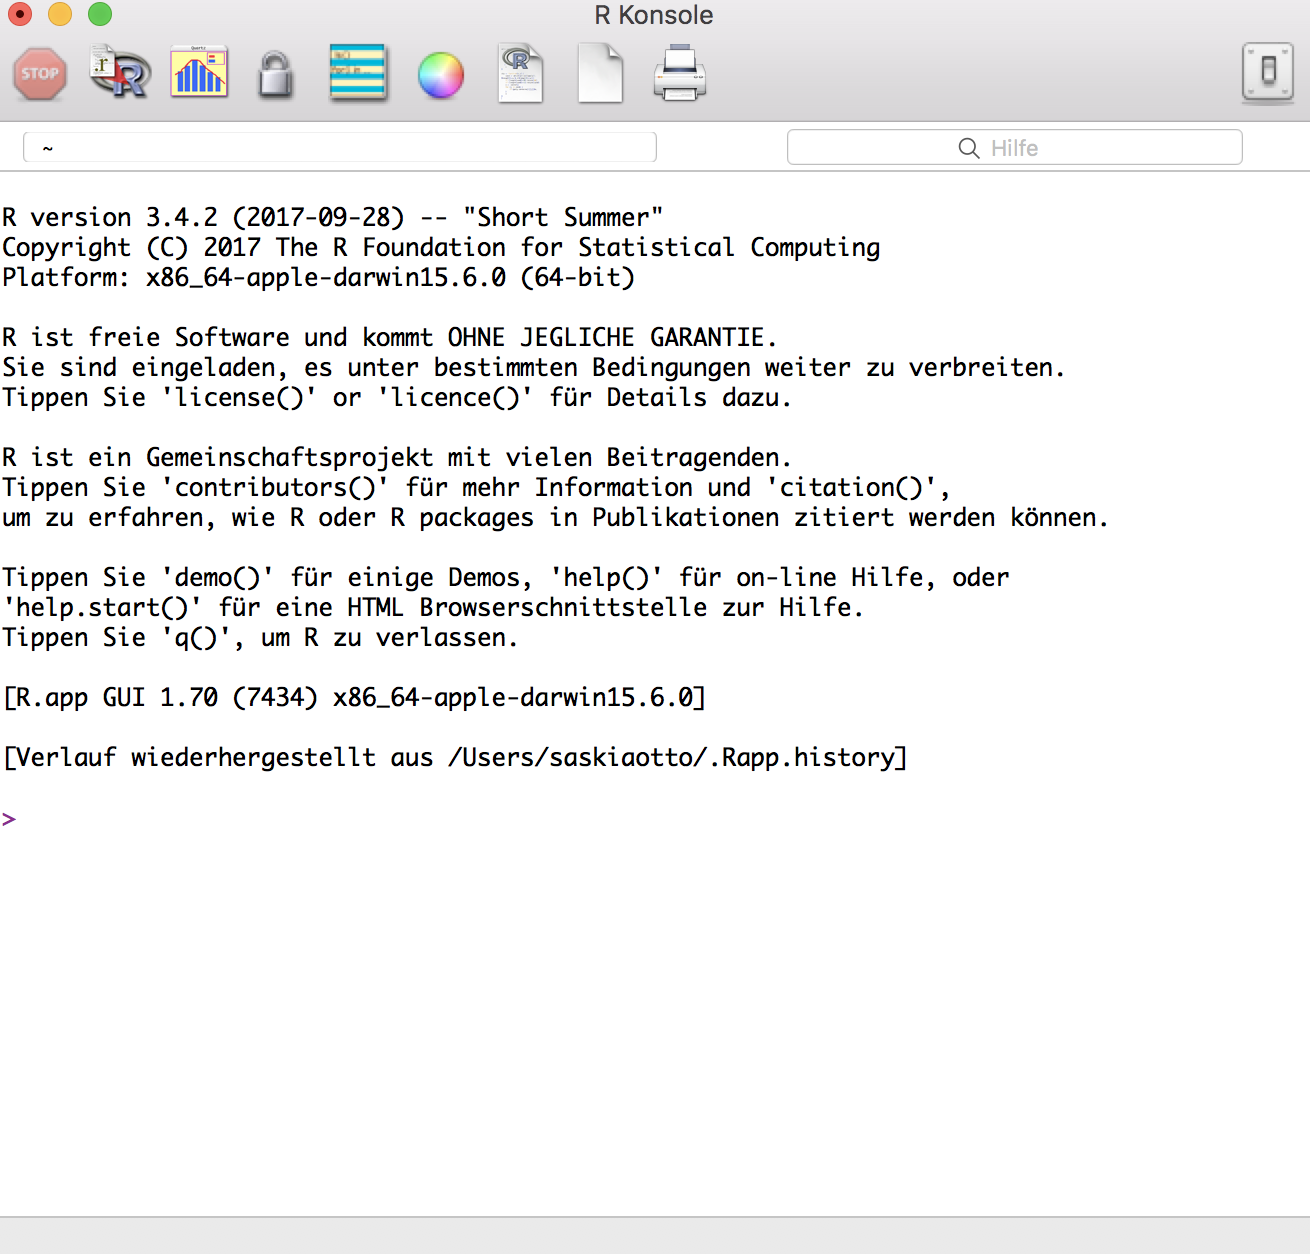 R Konsole
STOP
Quartz
~
Hilfe
R version 3.4.2 (2017-09-28) -- "Short Summer"
Copyright (C) 2017 The R Foundation for Statistical Computing
Platform: x86_64-apple-darwin15.6.0 (64-bit)
R ist freie Software und kommt OHNE JEGLICHE GARANTIE.
Sie sind eingeladen, es unter bestimmten Bedingungen weiter zu verbreiten.
Tippen Sie 'license()' or 'licence()' für Details dazu.
R ist ein Gemeinschaftsprojekt mit vielen Beitragenden.
Tippen Sie 'contributors()' für mehr Information und 'citation()',
um zu erfahren, wie R oder R packages in Publikationen zitiert werden können.
Tippen Sie 'demo()' für einige Demos, 'help()' für on-line Hilfe, oder
'help.start()' für eine HTML Browserschnittstelle zur Hilfe.
Tippen Sie 'q()', um R zu verlassen.
[R.app GUI 1.70 (7434) x86_64-apple-darwin15.6.0]
[Verlauf wiederhergestellt aus /Users/saskiaotto/.Rapp.history]
>